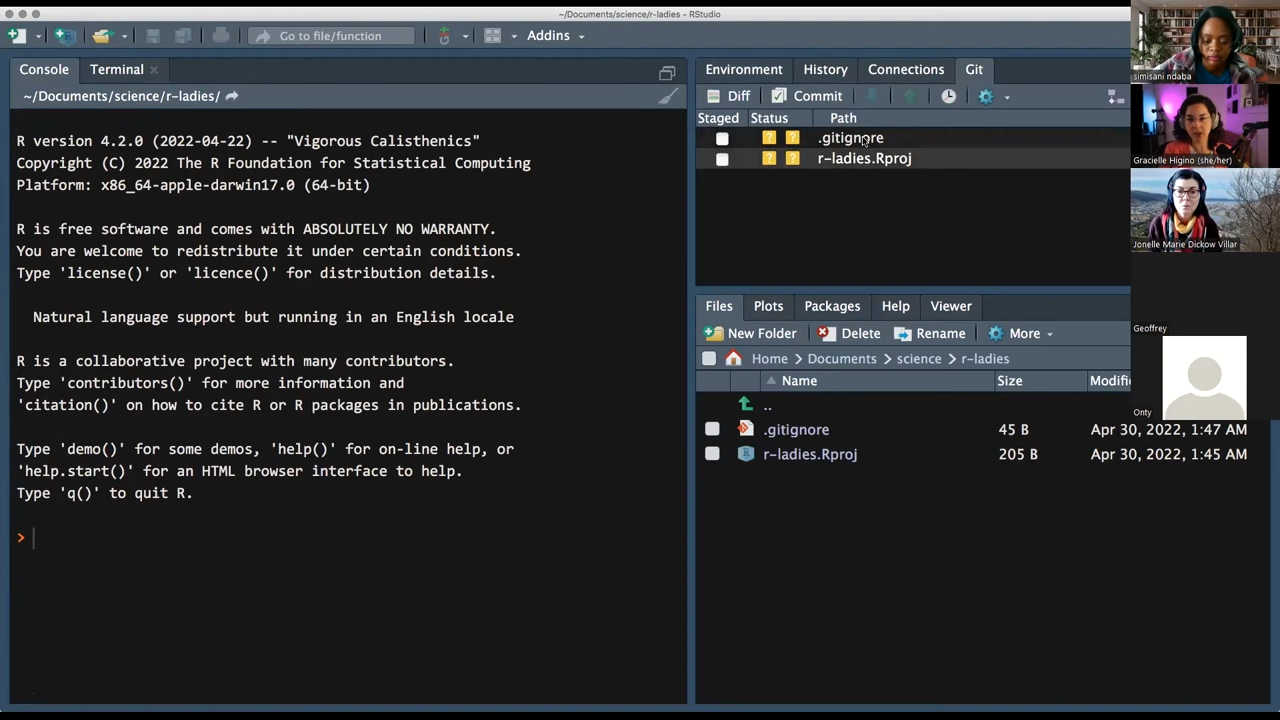 ~/Documents/science/r-ladies - RStudio
Go to file/function
Addins
Console
Terminal
~/Documents/science/r-ladies/
R version 4.2.0 (2022-04-22) -- "Vigorous Calisthenics"
Copyright (C) 2022 The R Foundation for Statistical Computing
Platform: x86_64-apple-darwin17.0 (64-bit)
R is free software and comes with ABSOLUTELY NO WARRANTY.
You are welcome to redistribute it under certain conditions.
Type 'license()' or 'licence()' for distribution details.
Natural language support but running in an English locale
R is a collaborative project with many contributors.
Type 'contributors()' for more information and
'citation()' on how to cite R or R packages in publications.
Type 'demo()' for some demos, 'help()' for on-line help, or
'help.start()' for an HTML browser interface to help.
Type 'q()' to quit R.
>
Environment
History
Connections
Git
Diff
Commit
Staged
Status
Path
? ? .gitignore
? ? r-ladies.Rproj
Files
Plots
Packages
Help
Viewer
New Folder
Delete
Rename
More
Home > Documents > science > r-ladies
Name
Size
Modifi
..
.gitignore 45 B Apr 30, 2022, 1:47 AM
r-ladies.Rproj 205 B Apr 30, 2022, 1:45 AM
simisani ndaba
Gracielle Higino (she/her)
Jonelle Marie Dickow Villar
Geoffrey
Onty